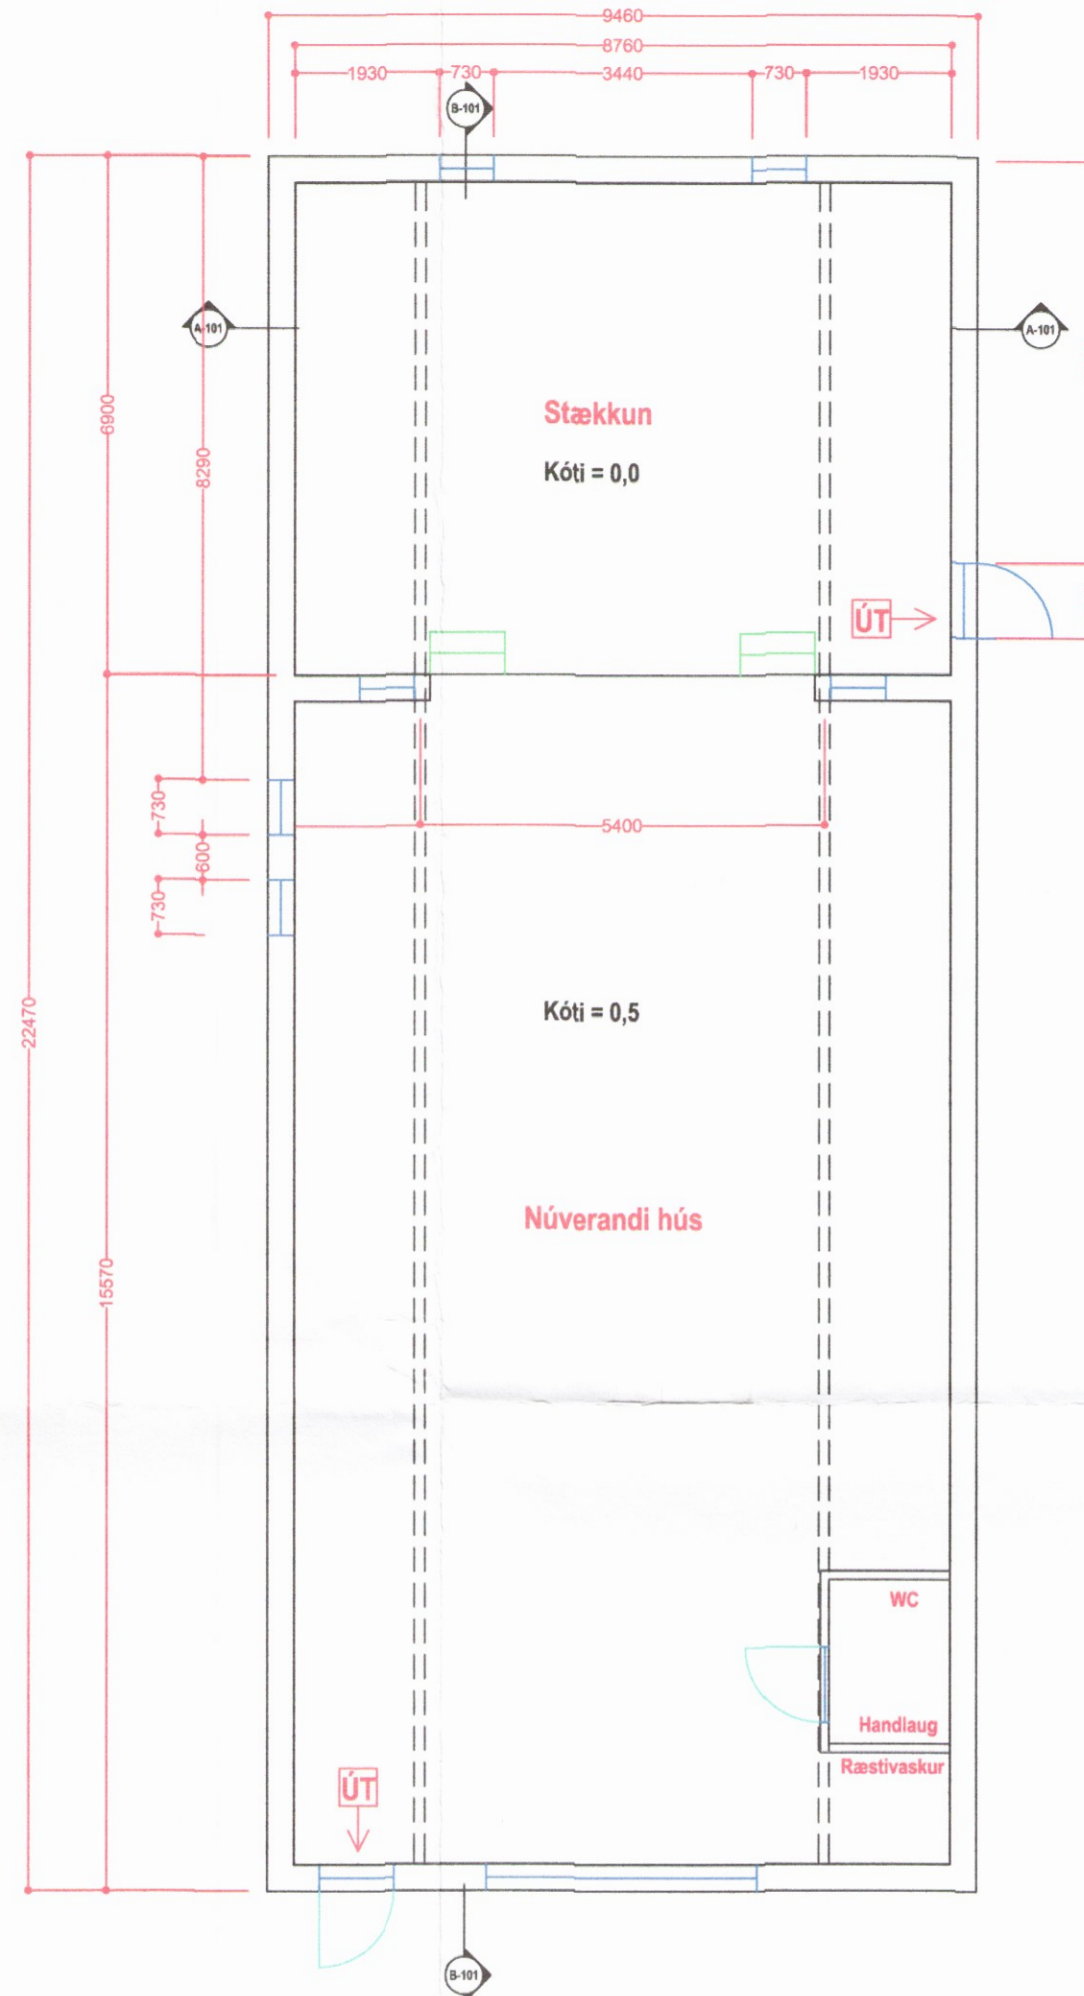 9460
8760
1930
730
3440
730
1930
B-101
A-101
A-101
6900
8290
Stækkun
Kóti = 0,0
ÚT
730
600
730
5400
22470
Kóti = 0,5
Núverandi hús
15570
WC
Handlaug
Ræstivaskur
ÚT
B-101